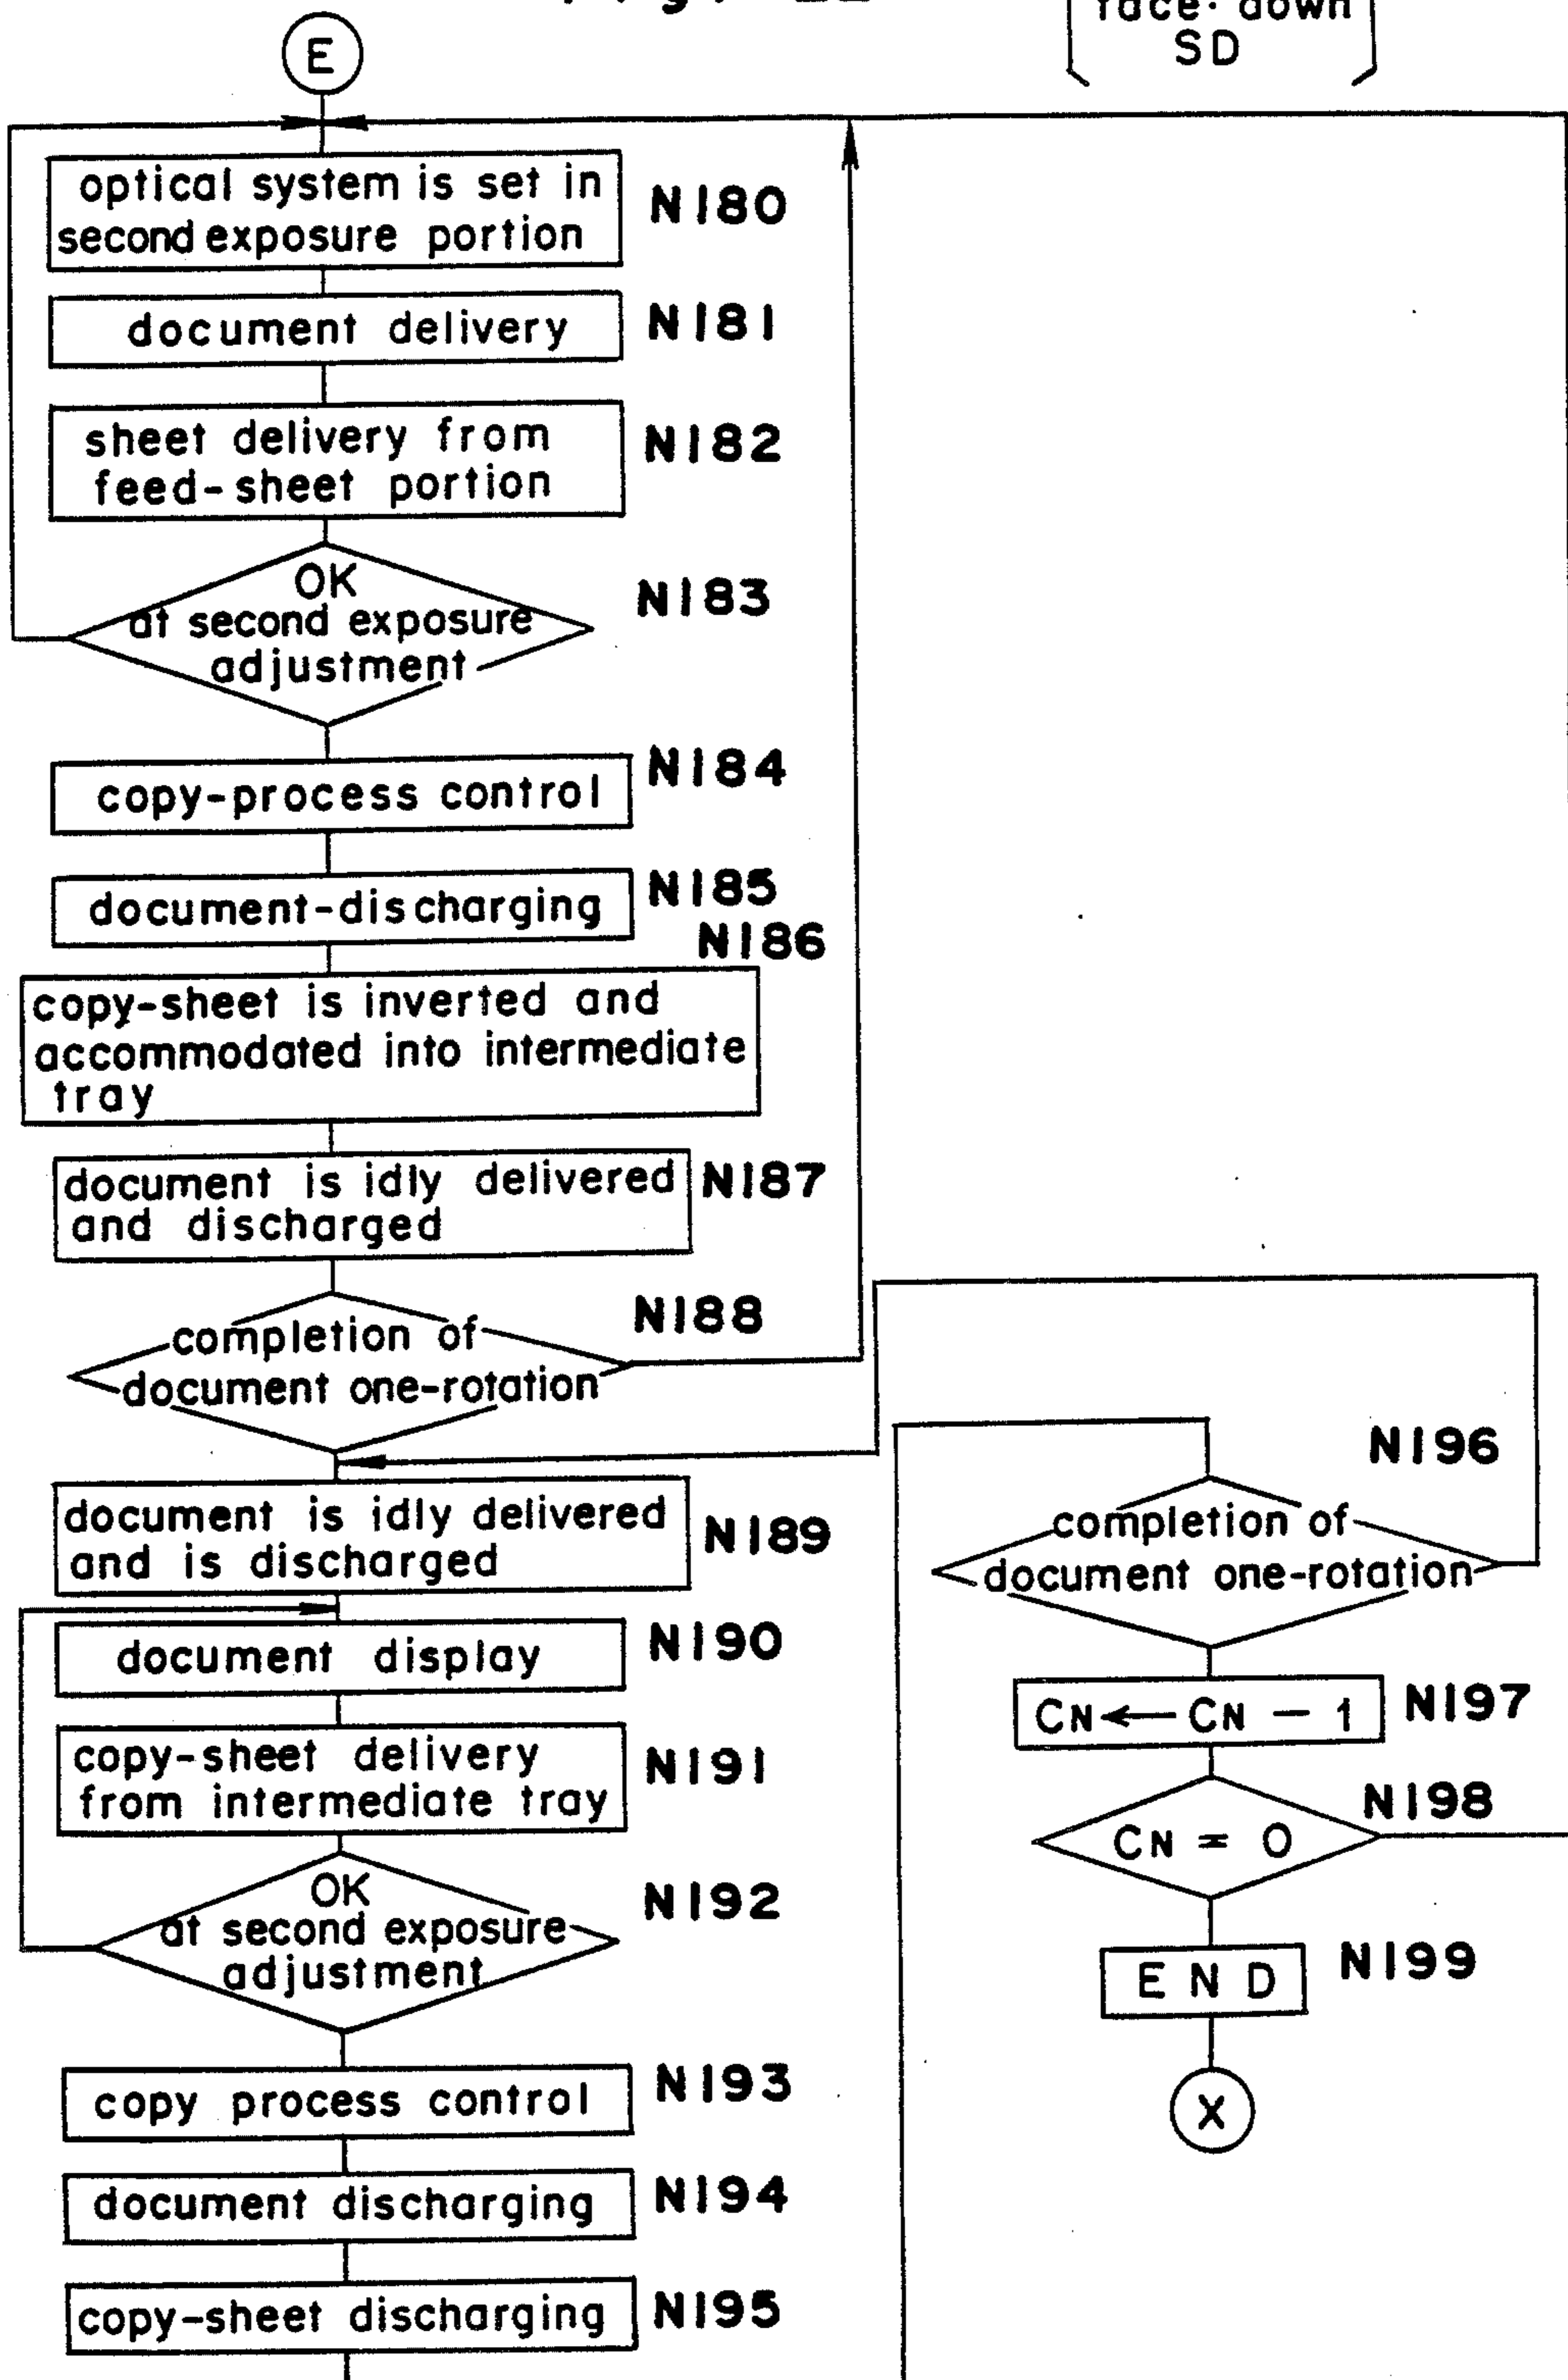 face. down
SD
E
optical system is set in
second exposure portion
N180
document delivery
N181
sheet delivery from
feed-sheet portion
N182
OK
at second exposure
adjustment
N183
copy-process control
N184
document-discharging
N185
N186
copy-sheet is inverted and
accommodated into intermediate
tray
document is idly delivered
and discharged
N187
completion of
document one-rotation
N188
document is idly delivered
and is discharged
N189
document display
N190
copy-sheet delivery
from intermediate tray
N191
OK
at second exposure
adjustment
N192
copy process control
N193
document discharging
N194
copy-sheet discharging
N195
N196
completion of
document one-rotation
CN ← CN − 1
N197
CN = 0
N198
END
N199
X